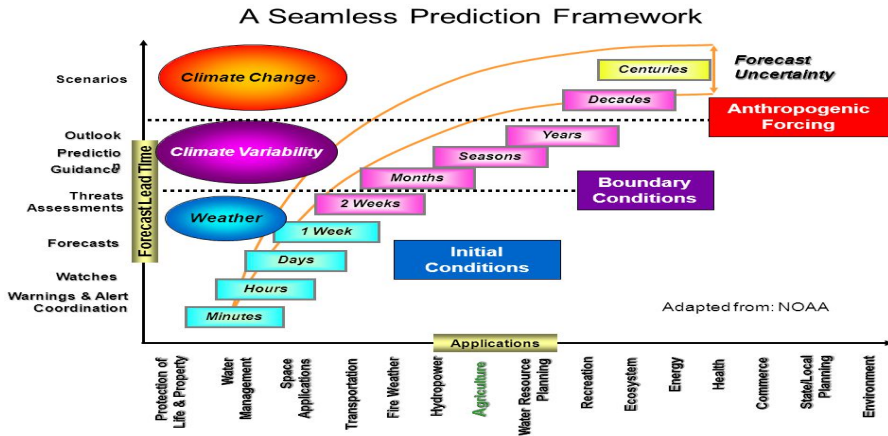 A Seamless Prediction Framework
Forecast
Uncertainty
Scenarios
Climate Change.
Centuries
Decades
Anthropogenic
Forcing
Outlook
Prediction
Guidance
Climate Variability
Years
Seasons
Months
Boundary
Conditions
Threats
Assessments
Forecast Lead Time
Weather
2 Weeks
1 Week
Forecasts
Days
Initial
Conditions
Watches
Hours
Warnings & Alert
Coordination
Minutes
Adapted from: NOAA
Applications
Protection of
Life & Property
Water
Management
Space
Applications
Transportation
Fire Weather
Hydropower
Agriculture
Water Resource
Planning
Recreation
Ecosystem
Energy
Health
Commerce
State/Local
Planning
Environment